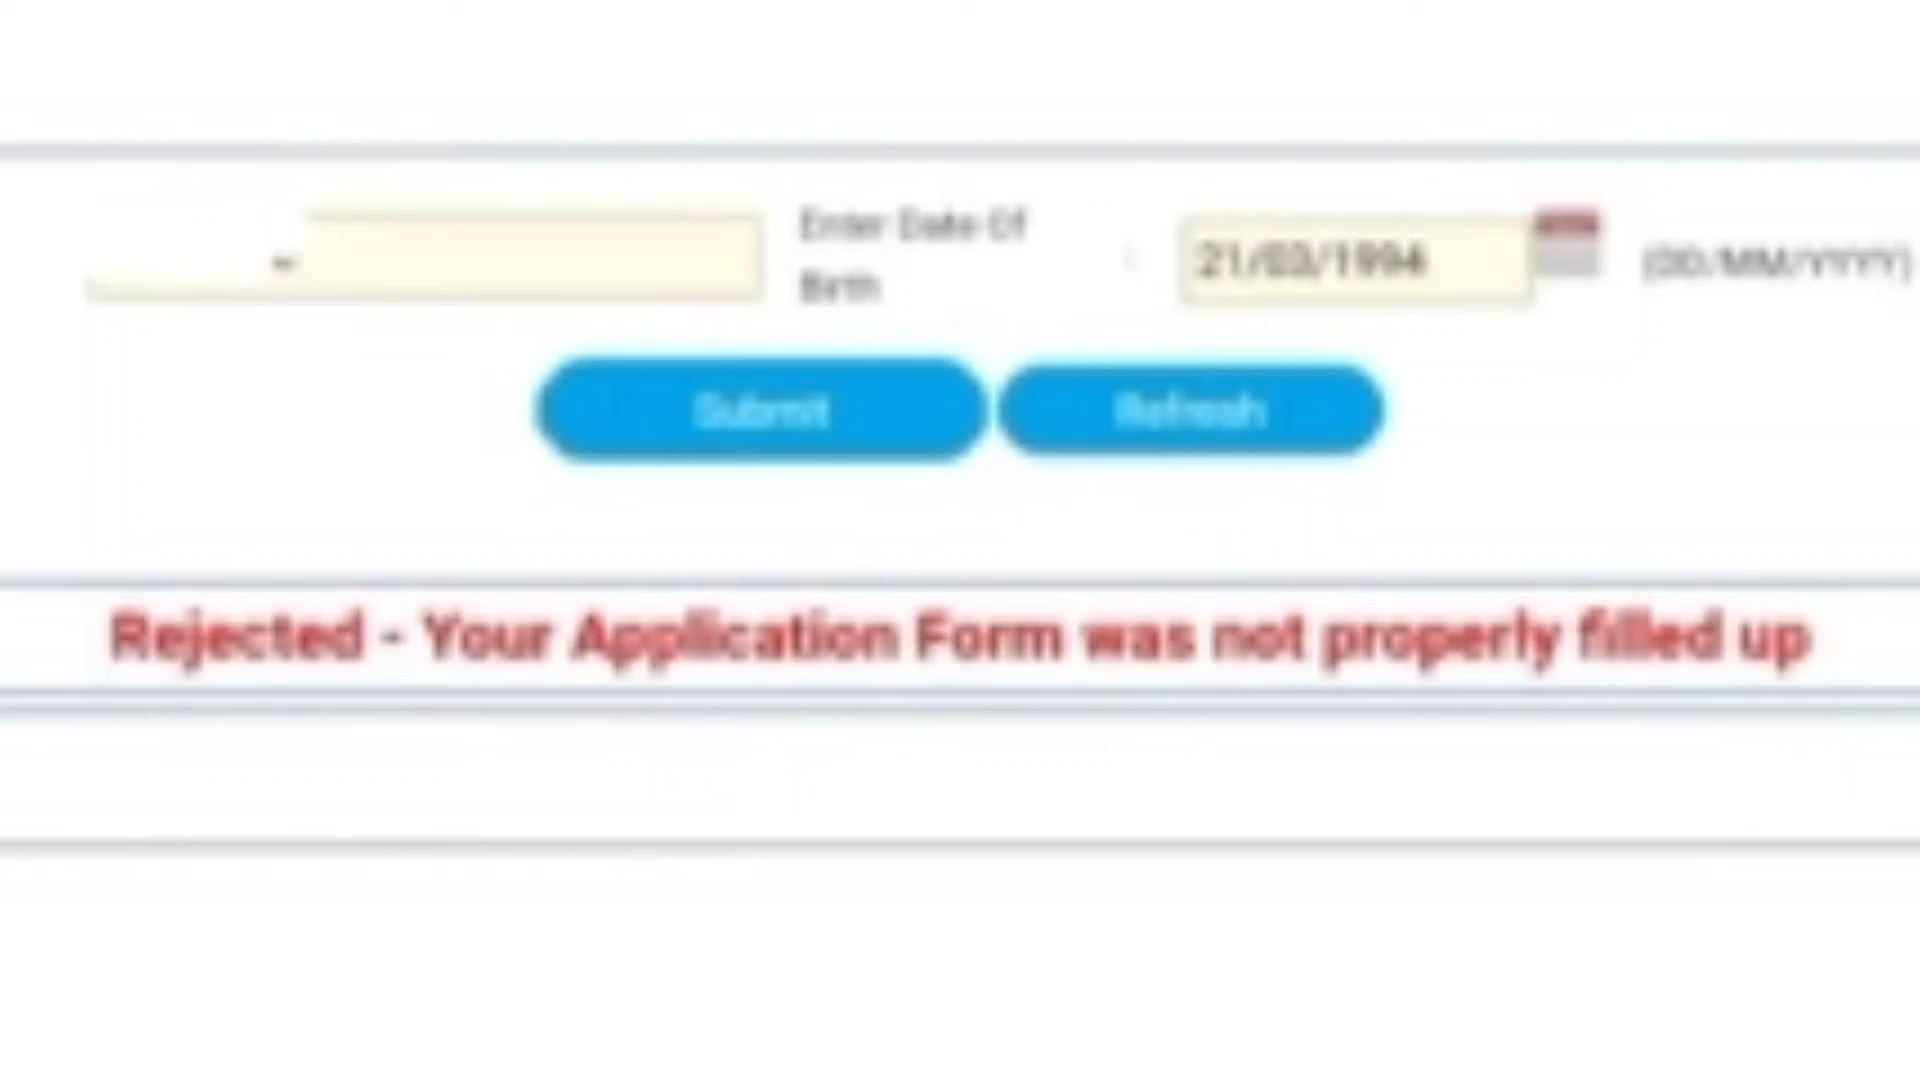 Enter Date Of
Birth
21/03/1994
(DD/MM/YYYY)
Submit
Refresh
Rejected - Your Application Form was not properly filled up